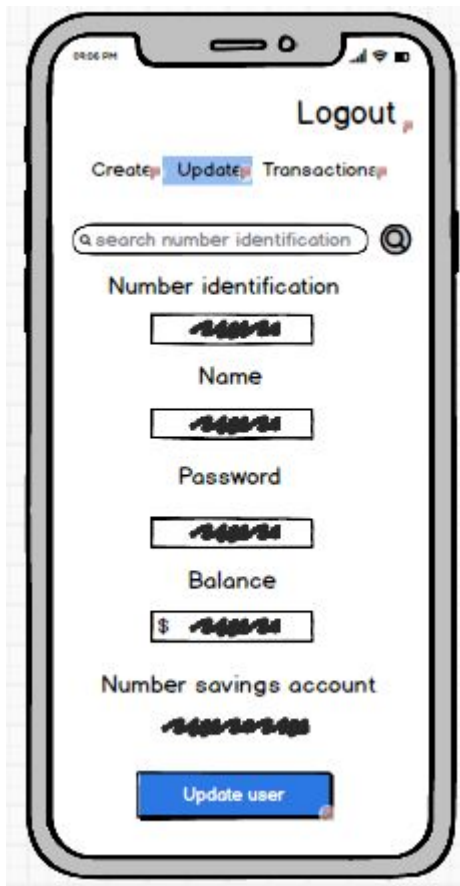 09:06 PM
Logout
Create Update Transactions
search number identification
Number identification
Name
Password
Balance
$
Number savings account
Update user